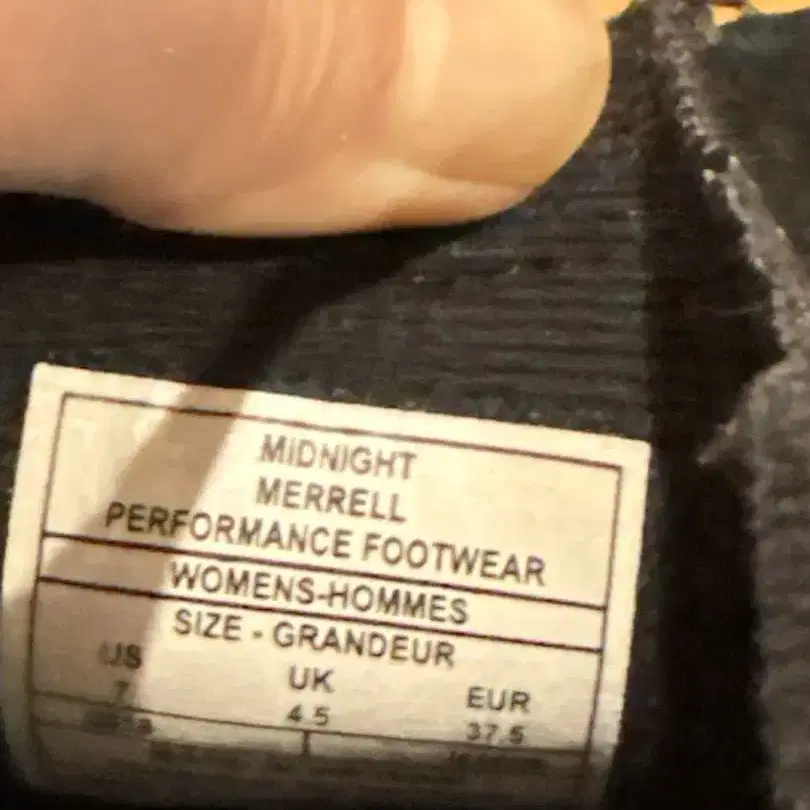 MIDNIGHT
MERRELL
PERFORMANCE FOOTWEAR
WOMENS-HOMMES
SIZE - GRANDEUR
US UK EUR
7 4.5 37.5